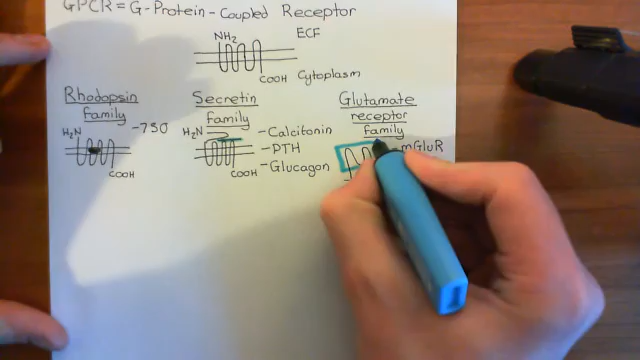 GPCR = G-Protein-Coupled Receptor
NH2
ECF
COOH
Cytoplasm
Rhodopsin
family
H2N
-750
COOH
Secretin
family
H2N
-Calcitonin
-PTH
-Glucagon
COOH
Glutamate
receptor
family
mGluR